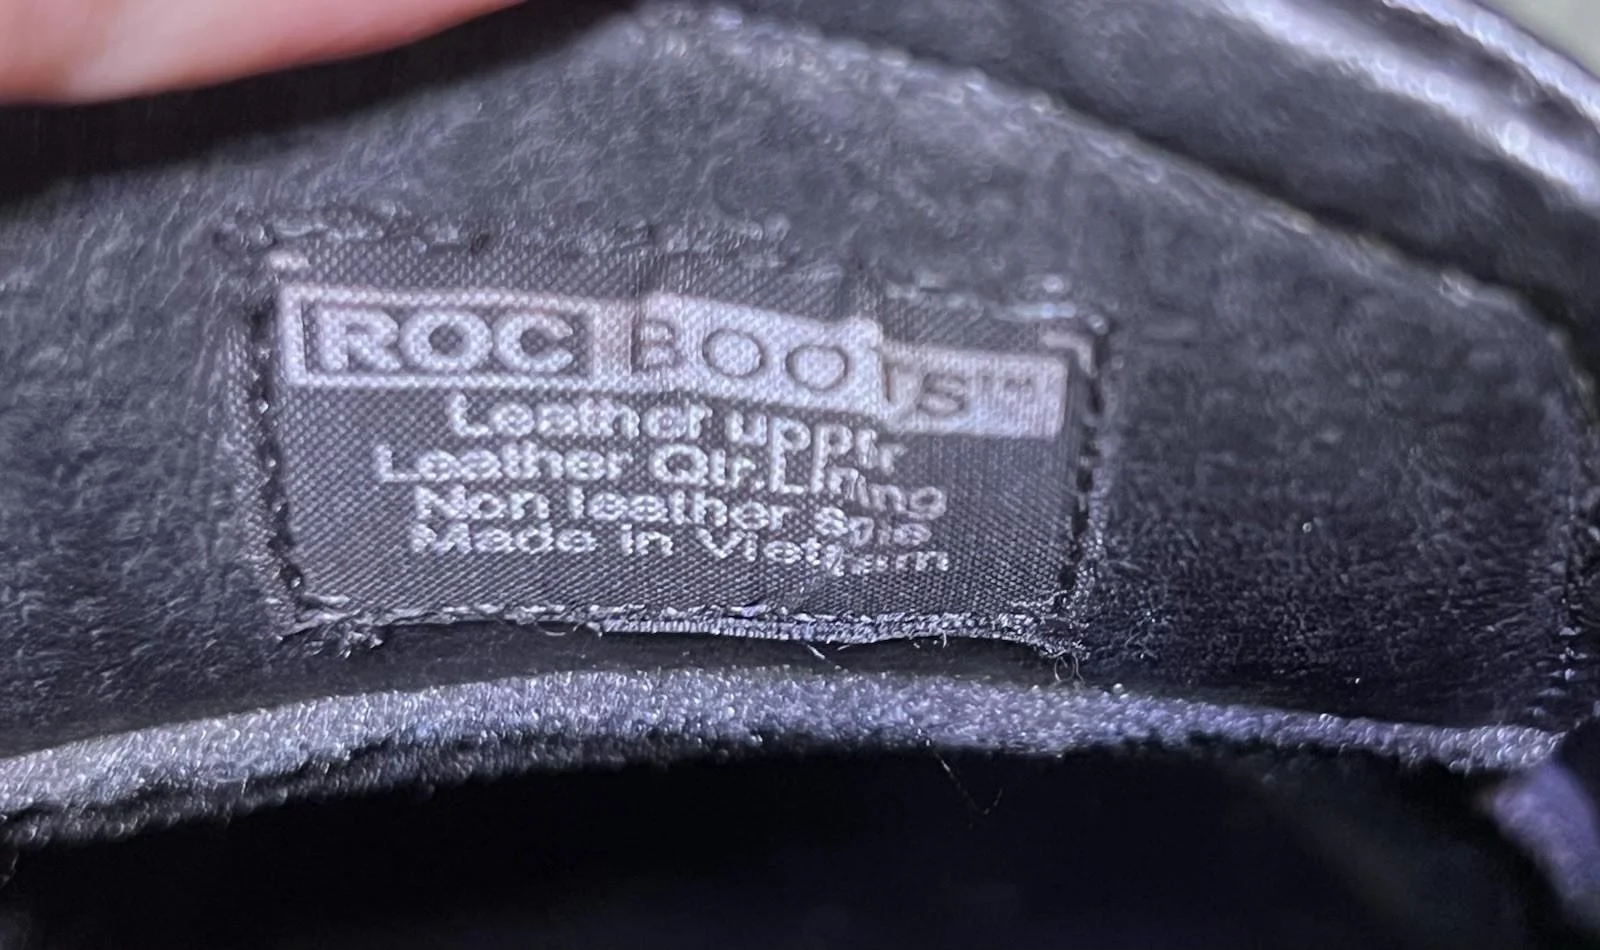 ROC BOOTS™
Leather upper
Leather Qtr.Lining
Non leather Sole
Made in Vietnam